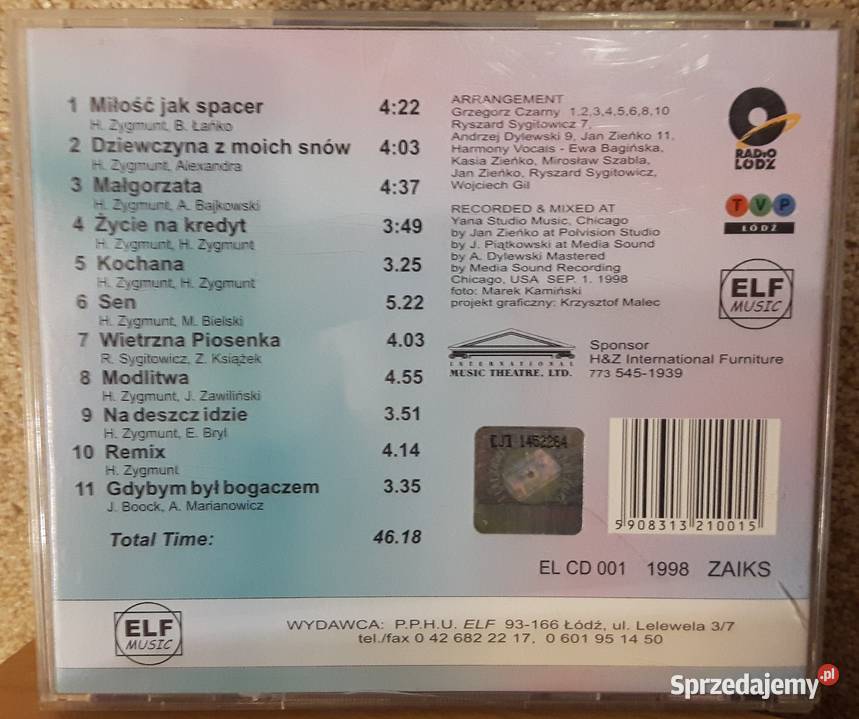 1 Miłość jak spacer 4:22
H. Zygmunt, B. Łańko
2 Dziewczyna z moich snów 4:03
H. Zygmunt, Alexandra
3 Małgorzata 4:37
H. Zygmunt, A. Bajkowski
4 Życie na kredyt 3:49
H. Zygmunt, H. Zygmunt
5 Kochana 3.25
H. Zygmunt, H. Zygmunt
6 Sen 5.22
H. Zygmunt, M. Bielski
7 Wietrzna Piosenka 4.03
R. Sygitowicz, Z. Książek
8 Modlitwa 4.55
H. Zygmunt, J. Zawiliński
9 Na deszcz idzie 3.51
H. Zygmunt, E. Bryl
10 Remix 4.14
H. Zygmunt
11 Gdybym był bogaczem 3.35
J. Boock, A. Marianowicz
Total Time: 46.18
ARRANGEMENT
Grzegorz Czarny 1,2,3,4,5,6,8,10
Ryszard Sygitowicz 7,
Andrzej Dylewski 9, Jan Zieńko 11,
Harmony Vocals - Ewa Bagińska,
Kasia Zieńko, Mirosław Szabla,
Jan Zieńko, Ryszard Sygitowicz,
Wojciech Gil
RECORDED & MIXED AT
Yana Studio Music, Chicago
by Jan Zieńko at Polvision Studio
by J. Piątkowski at Media Sound
by A. Dylewski Mastered
by Media Sound Recording
Chicago, USA SEP. 1. 1998
foto: Marek Kamiński
projekt graficzny: Krzysztof Malec
RADIO
ŁÓDŹ
TVP
ŁÓDŹ
ELF
MUSIC
INTERNATIONAL
MUSIC THEATRE, LTD.
Sponsor
H&Z International Furniture
773 545-1939
1452264
5908313210015
EL CD 001 1998 ZAIKS
ELF
MUSIC
WYDAWCA: P.P.H.U. ELF 93-166 Łódź, ul. Lelewela 3/7
tel./fax 0 42 682 22 17, 0 601 95 14 50
Sprzedajemy.pl